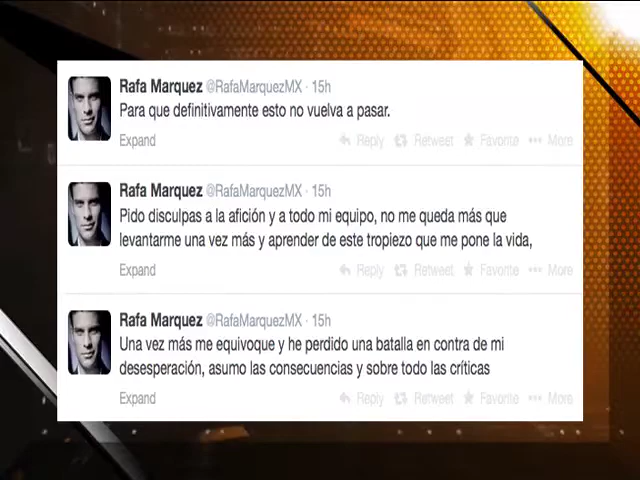 Rafa Marquez @RafaMarquezMX · 15h
Para que definitivamente esto no vuelva a pasar.
Expand Reply Retweet Favorite More
Rafa Marquez @RafaMarquezMX · 15h
Pido disculpas a la afición y a todo mi equipo, no me queda más que
levantarme una vez más y aprender de este tropiezo que me pone la vida,
Expand Reply Retweet Favorite More
Rafa Marquez @RafaMarquezMX · 15h
Una vez más me equivoque y he perdido una batalla en contra de mi
desesperación, asumo las consecuencias y sobre todo las críticas
Expand Reply Retweet Favorite More